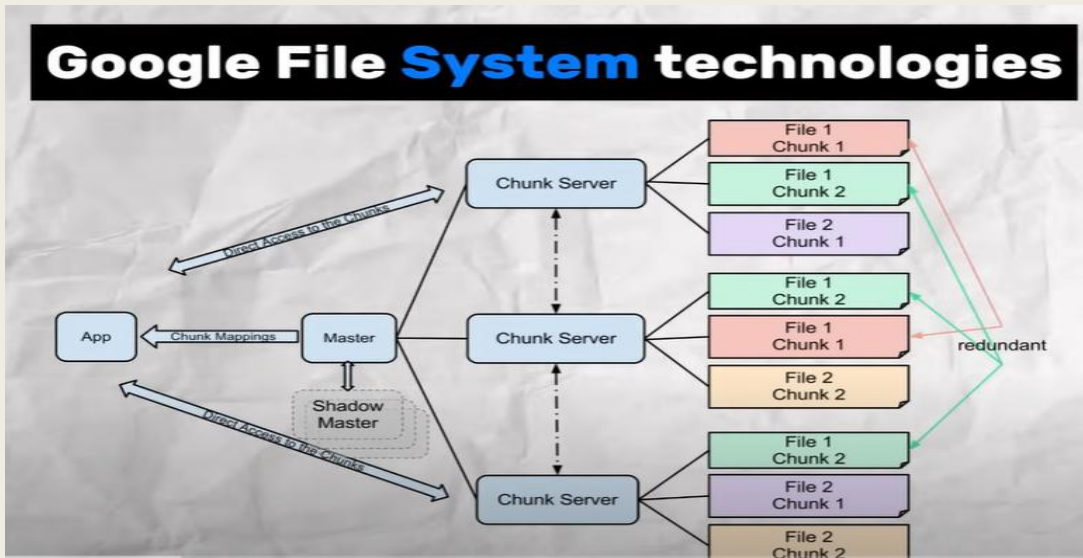 Google File System technologies
File 1
Chunk 1
Chunk Server
File 1
Chunk 2
File 2
Chunk 1
Direct Access to the Chunks
File 1
Chunk 2
App
Chunk Mappings
Master
Chunk Server
File 1
Chunk 1
redundant
File 2
Chunk 2
Shadow
Master
Direct Access to the Chunks
File 1
Chunk 2
Chunk Server
File 2
Chunk 1
File 2
Chunk 2